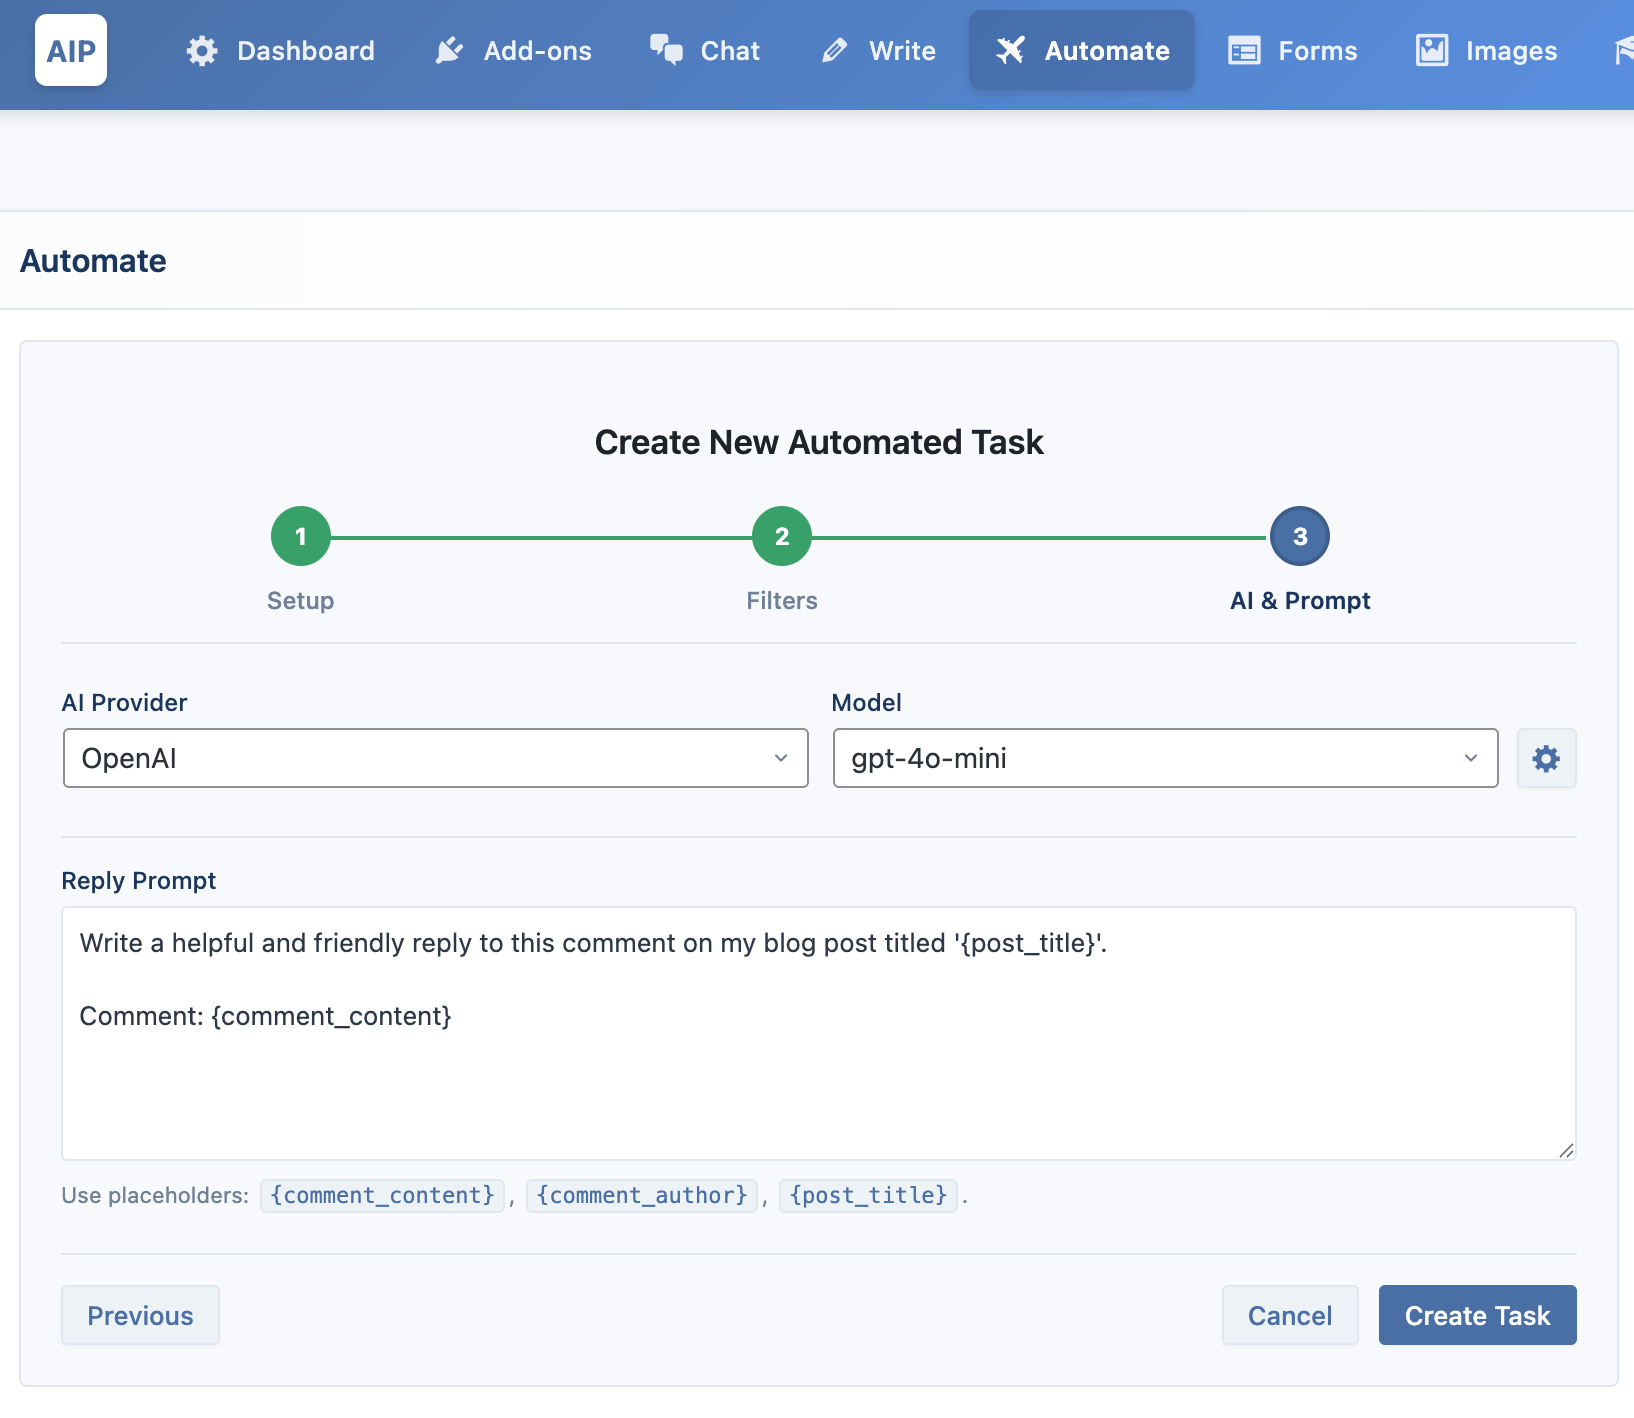 AIP Dashboard Add-ons Chat Write Automate Forms Images
Automate
Create New Automated Task
1 2 3
Setup Filters AI & Prompt
AI Provider Model
OpenAI gpt-4o-mini
Reply Prompt
Write a helpful and friendly reply to this comment on my blog post titled '{post_title}'.
Comment: {comment_content}
Use placeholders: {comment_content} , {comment_author} , {post_title} .
Previous Cancel Create Task